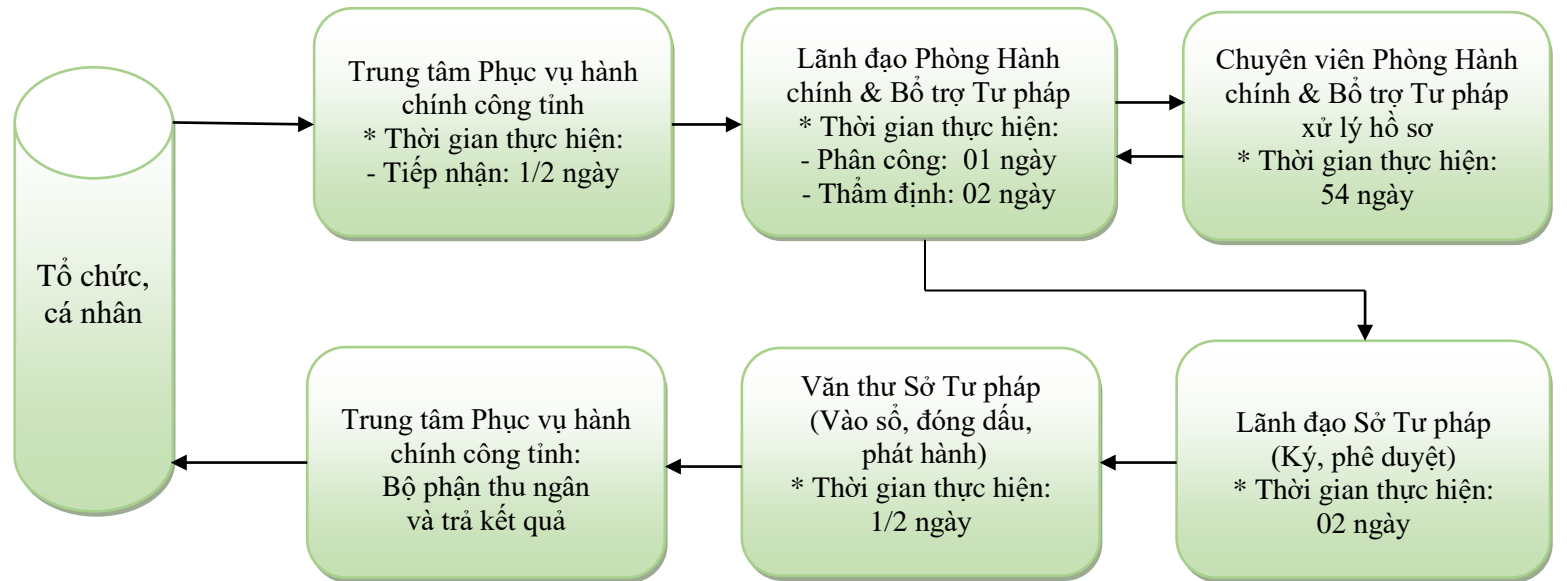 Tổ chức,
cá nhân
Trung tâm Phục vụ hành
chính công tỉnh
* Thời gian thực hiện:
- Tiếp nhận: 1/2 ngày
Lãnh đạo Phòng Hành
chính & Bổ trợ Tư pháp
* Thời gian thực hiện:
- Phân công: 01 ngày
- Thẩm định: 02 ngày
Chuyên viên Phòng Hành
chính & Bổ trợ Tư pháp
xử lý hồ sơ
* Thời gian thực hiện:
54 ngày
Lãnh đạo Sở Tư pháp
(Ký, phê duyệt)
* Thời gian thực hiện:
02 ngày
Văn thư Sở Tư pháp
(Vào sổ, đóng dấu,
phát hành)
* Thời gian thực hiện:
1/2 ngày
Trung tâm Phục vụ hành
chính công tỉnh:
Bộ phận thu ngân
và trả kết quả